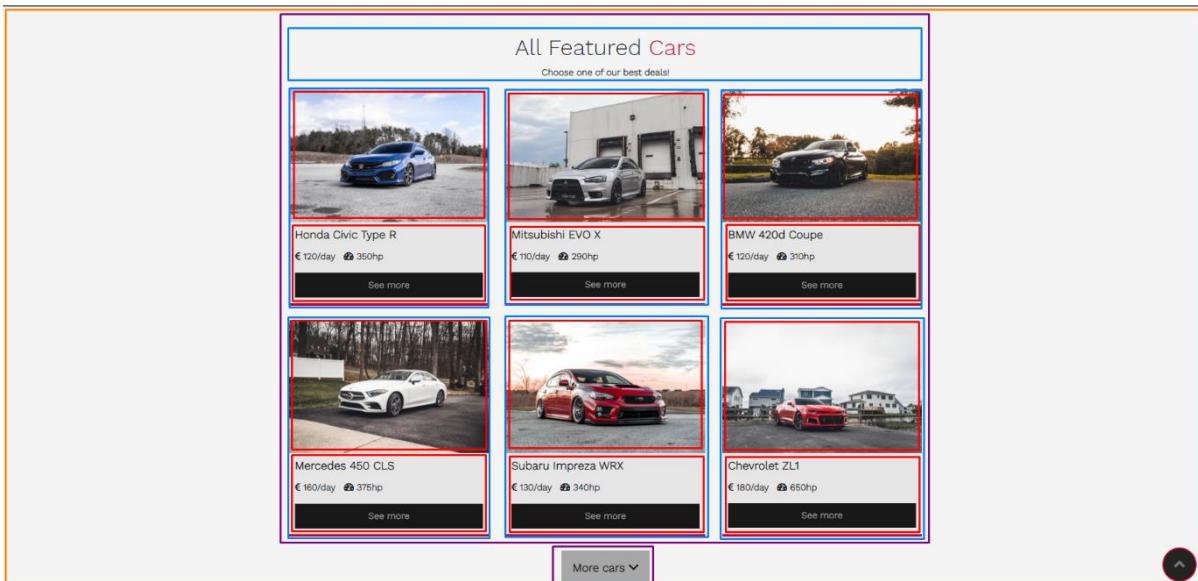 All Featured Cars
Choose one of our best deals!
Honda Civic Type R
€ 120/day 350hp
See more
Mitsubishi EVO X
€ 110/day 290hp
See more
BMW 420d Coupe
€ 120/day 310hp
See more
Mercedes 450 CLS
€ 160/day 375hp
See more
Subaru Impreza WRX
€ 130/day 340hp
See more
Chevrolet ZL1
€ 180/day 650hp
See more
More cars